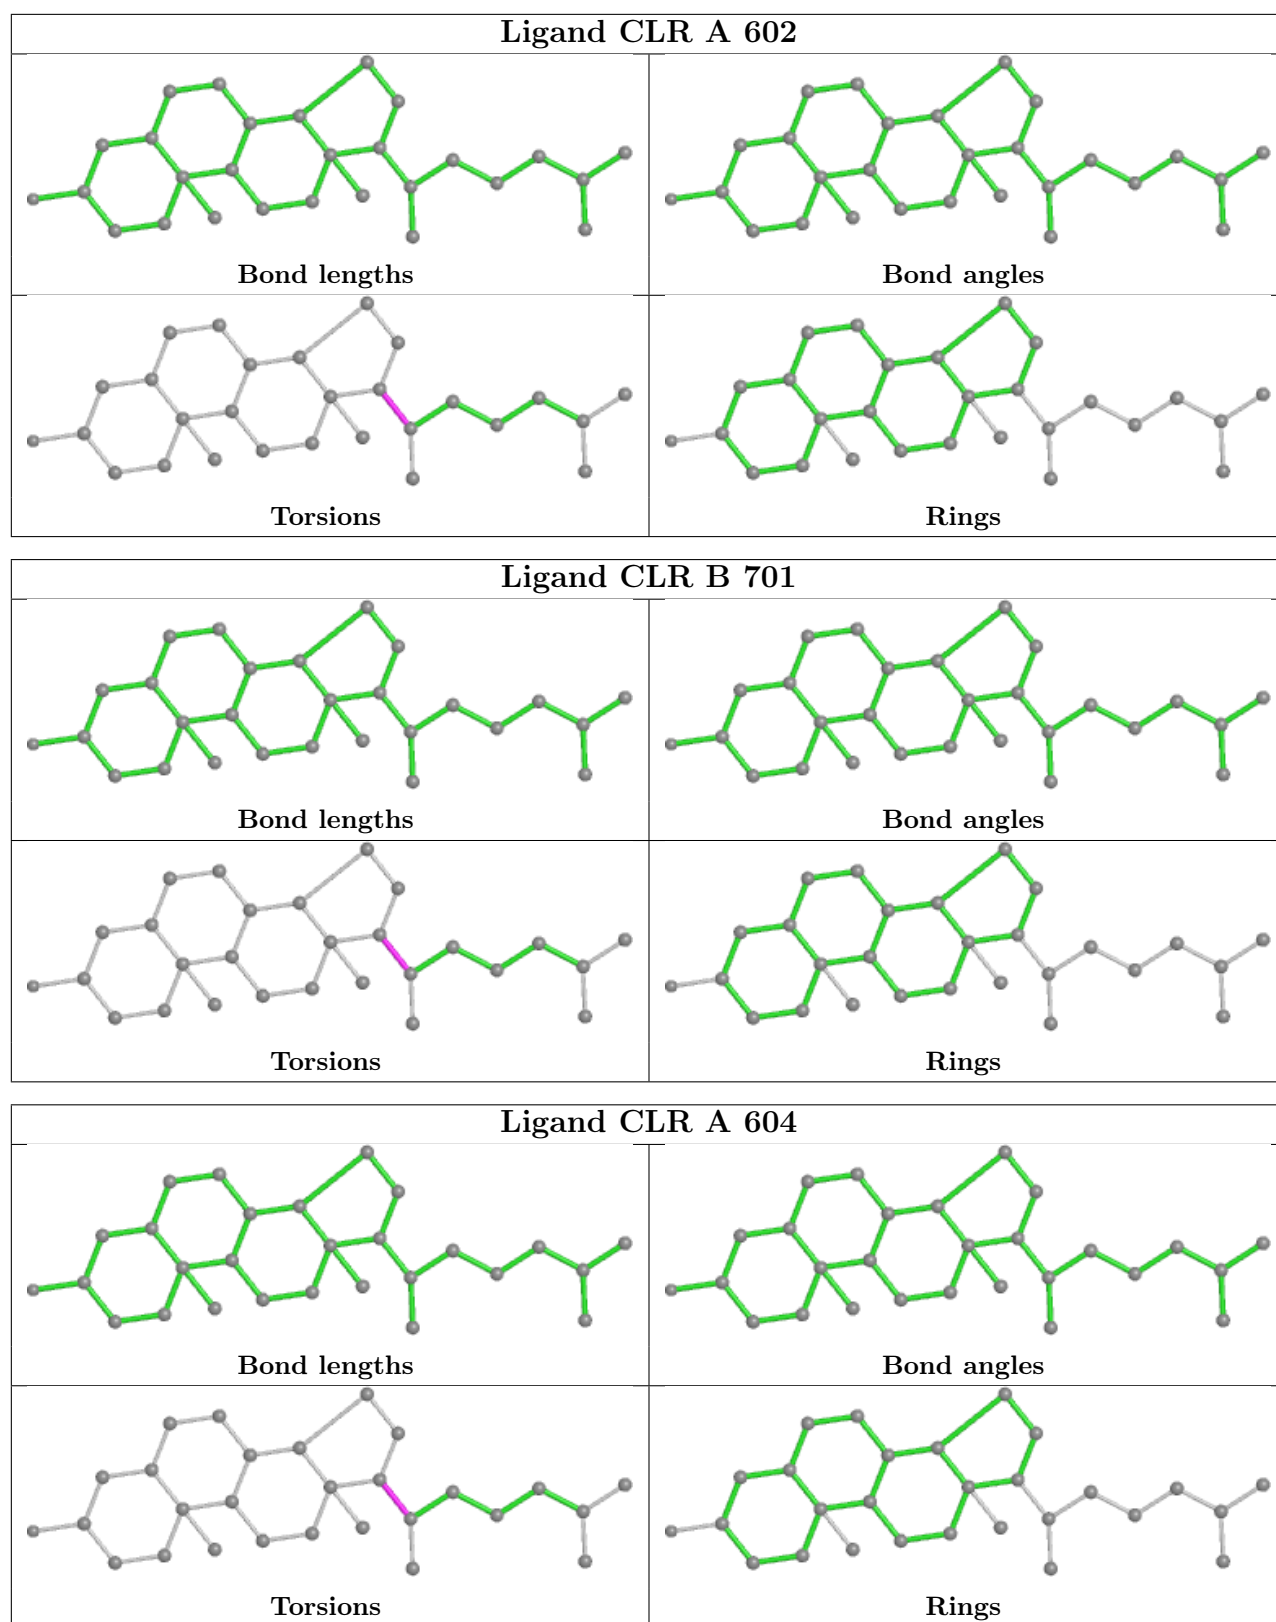 Ligand CLR A 602
Bond lengths
Bond angles
Torsions
Rings
Ligand CLR B 701
Bond lengths
Bond angles
Torsions
Rings
Ligand CLR A 604
Bond lengths
Bond angles
Torsions
Rings